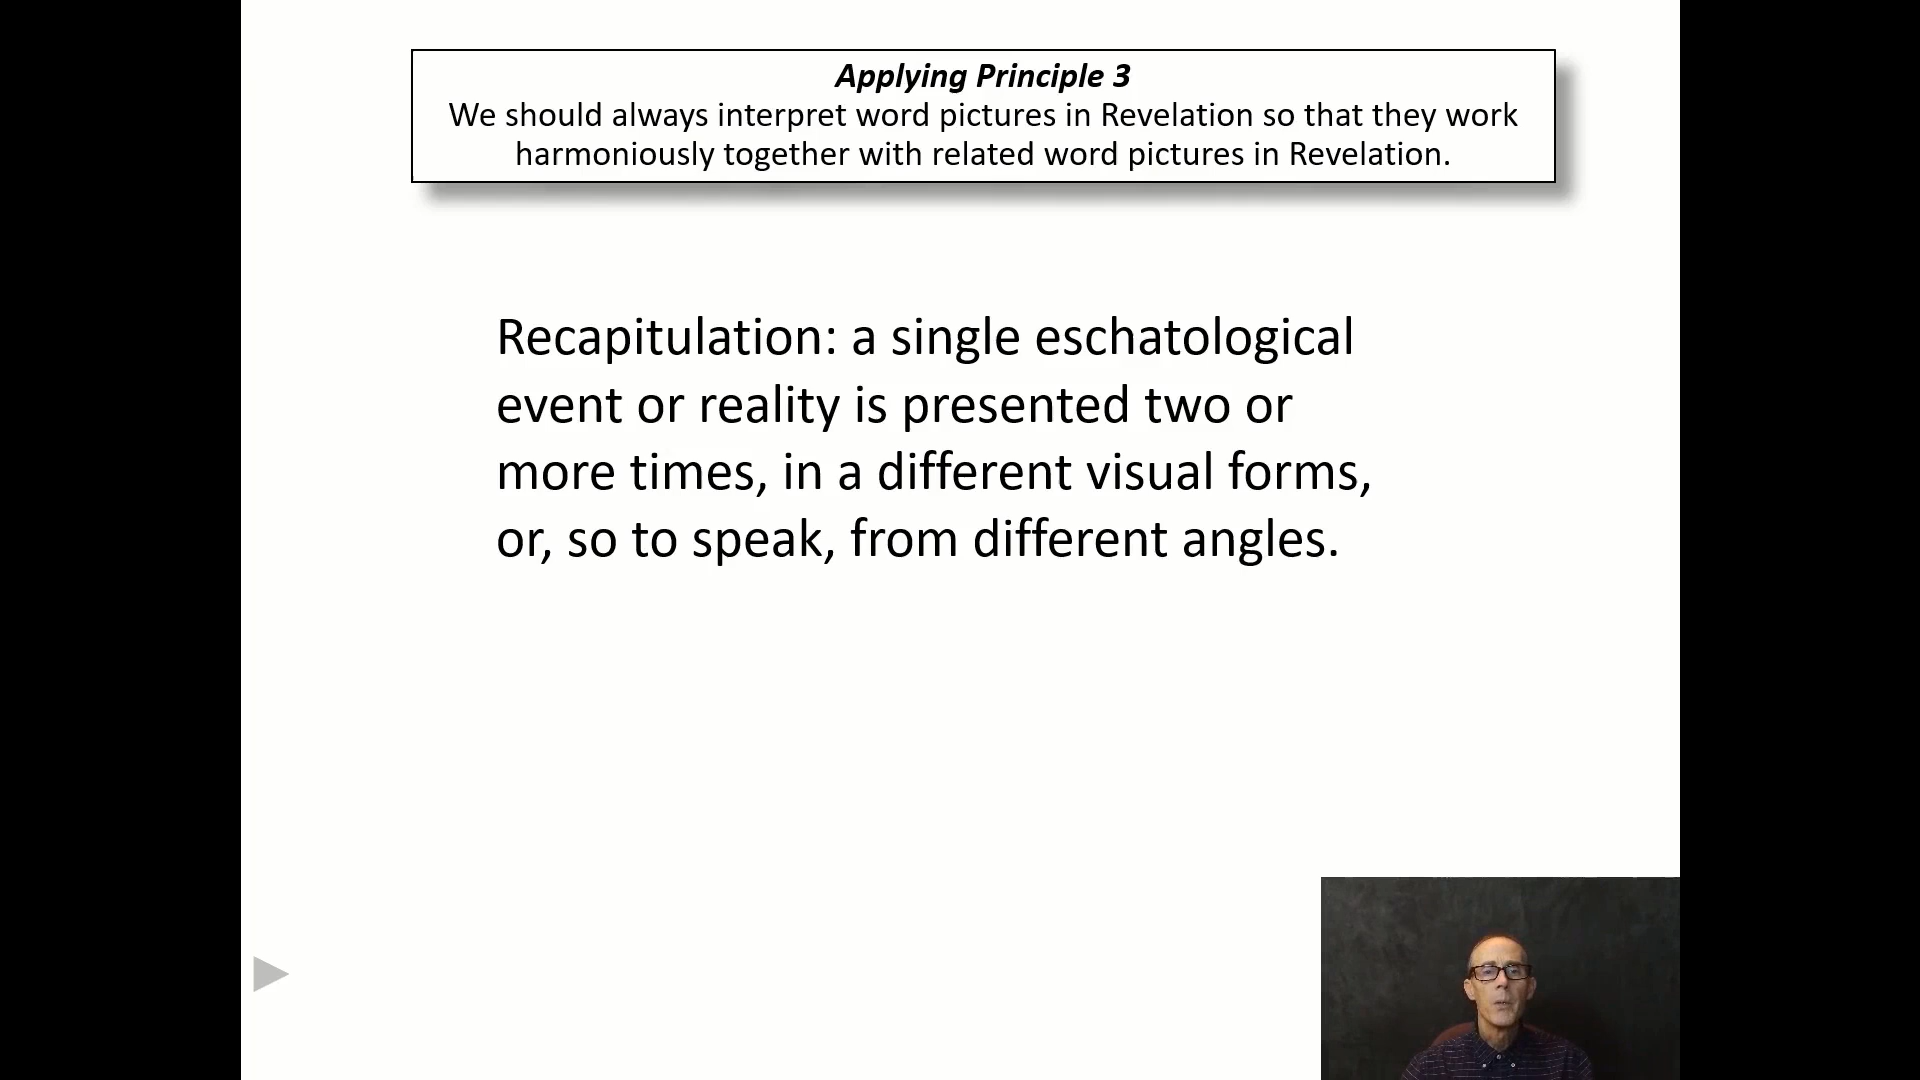 Applying Principle 3
We should always interpret word pictures in Revelation so that they work
harmoniously together with related word pictures in Revelation.
Recapitulation: a single eschatological
event or reality is presented two or
more times, in a different visual forms,
or, so to speak, from different angles.